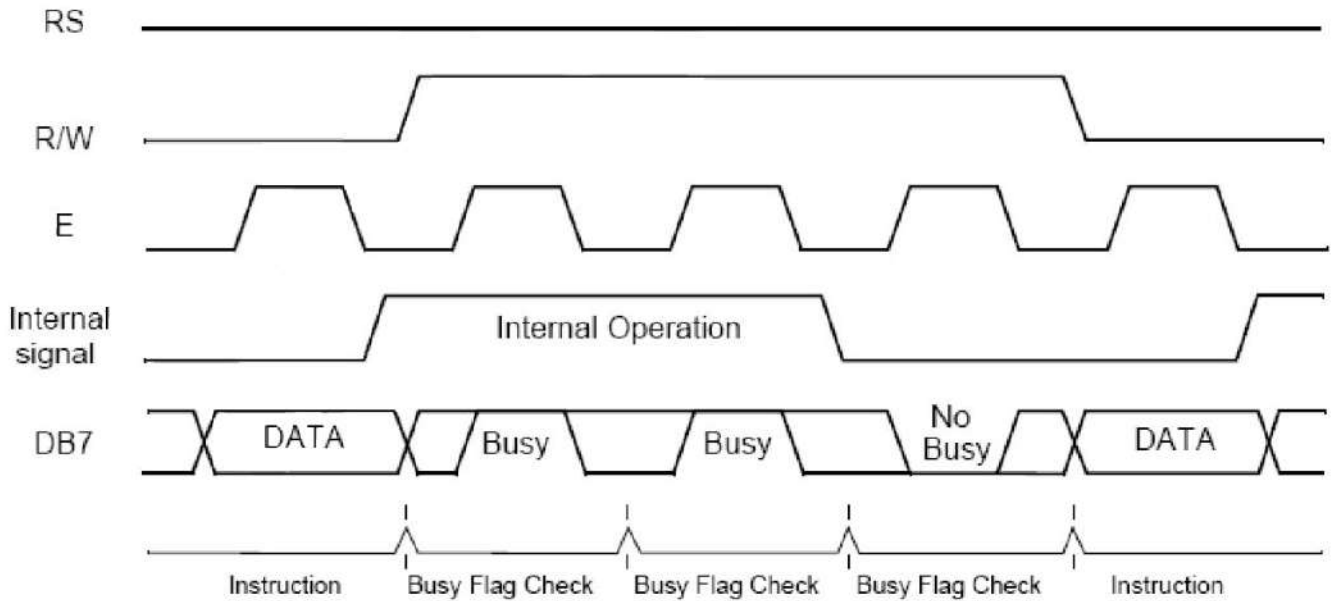 RS
R/W
E
Internal
signal
Internal Operation
DB7
DATA
Busy
Busy
No
Busy
DATA
Instruction
Busy Flag Check
Busy Flag Check
Busy Flag Check
Instruction